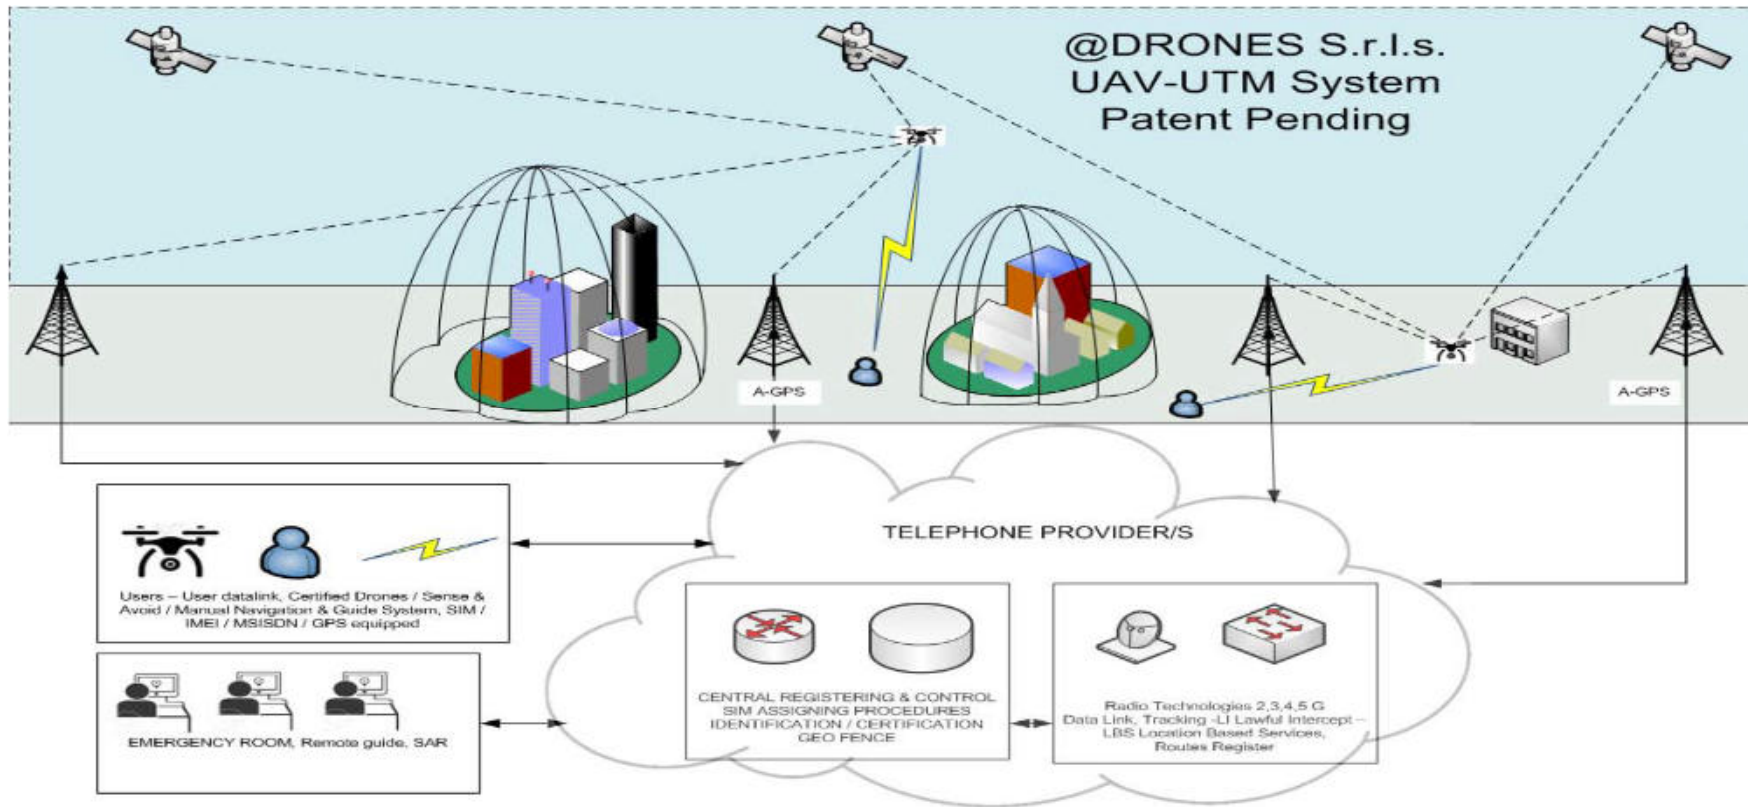 @DRONES S.r.l.s.
UAV-UTM System
Patent Pending
A-GPS
A-GPS
TELEPHONE PROVIDER/S
Users – User datalink, Certified Drones / Sense &
Avoid / Manual Navigation & Guide System, SIM /
IMEI / MSISDN / GPS equipped
EMERGENCY ROOM, Remote guide, SAR
CENTRAL REGISTERING & CONTROL
SIM ASSIGNING PROCEDURES
IDENTIFICATION / CERTIFICATION
GEO FENCE
Radio Technologies 2,3,4,5 G
Data Link, Tracking -LI Lawful Intercept –
LBS Location Based Services,
Routes Register